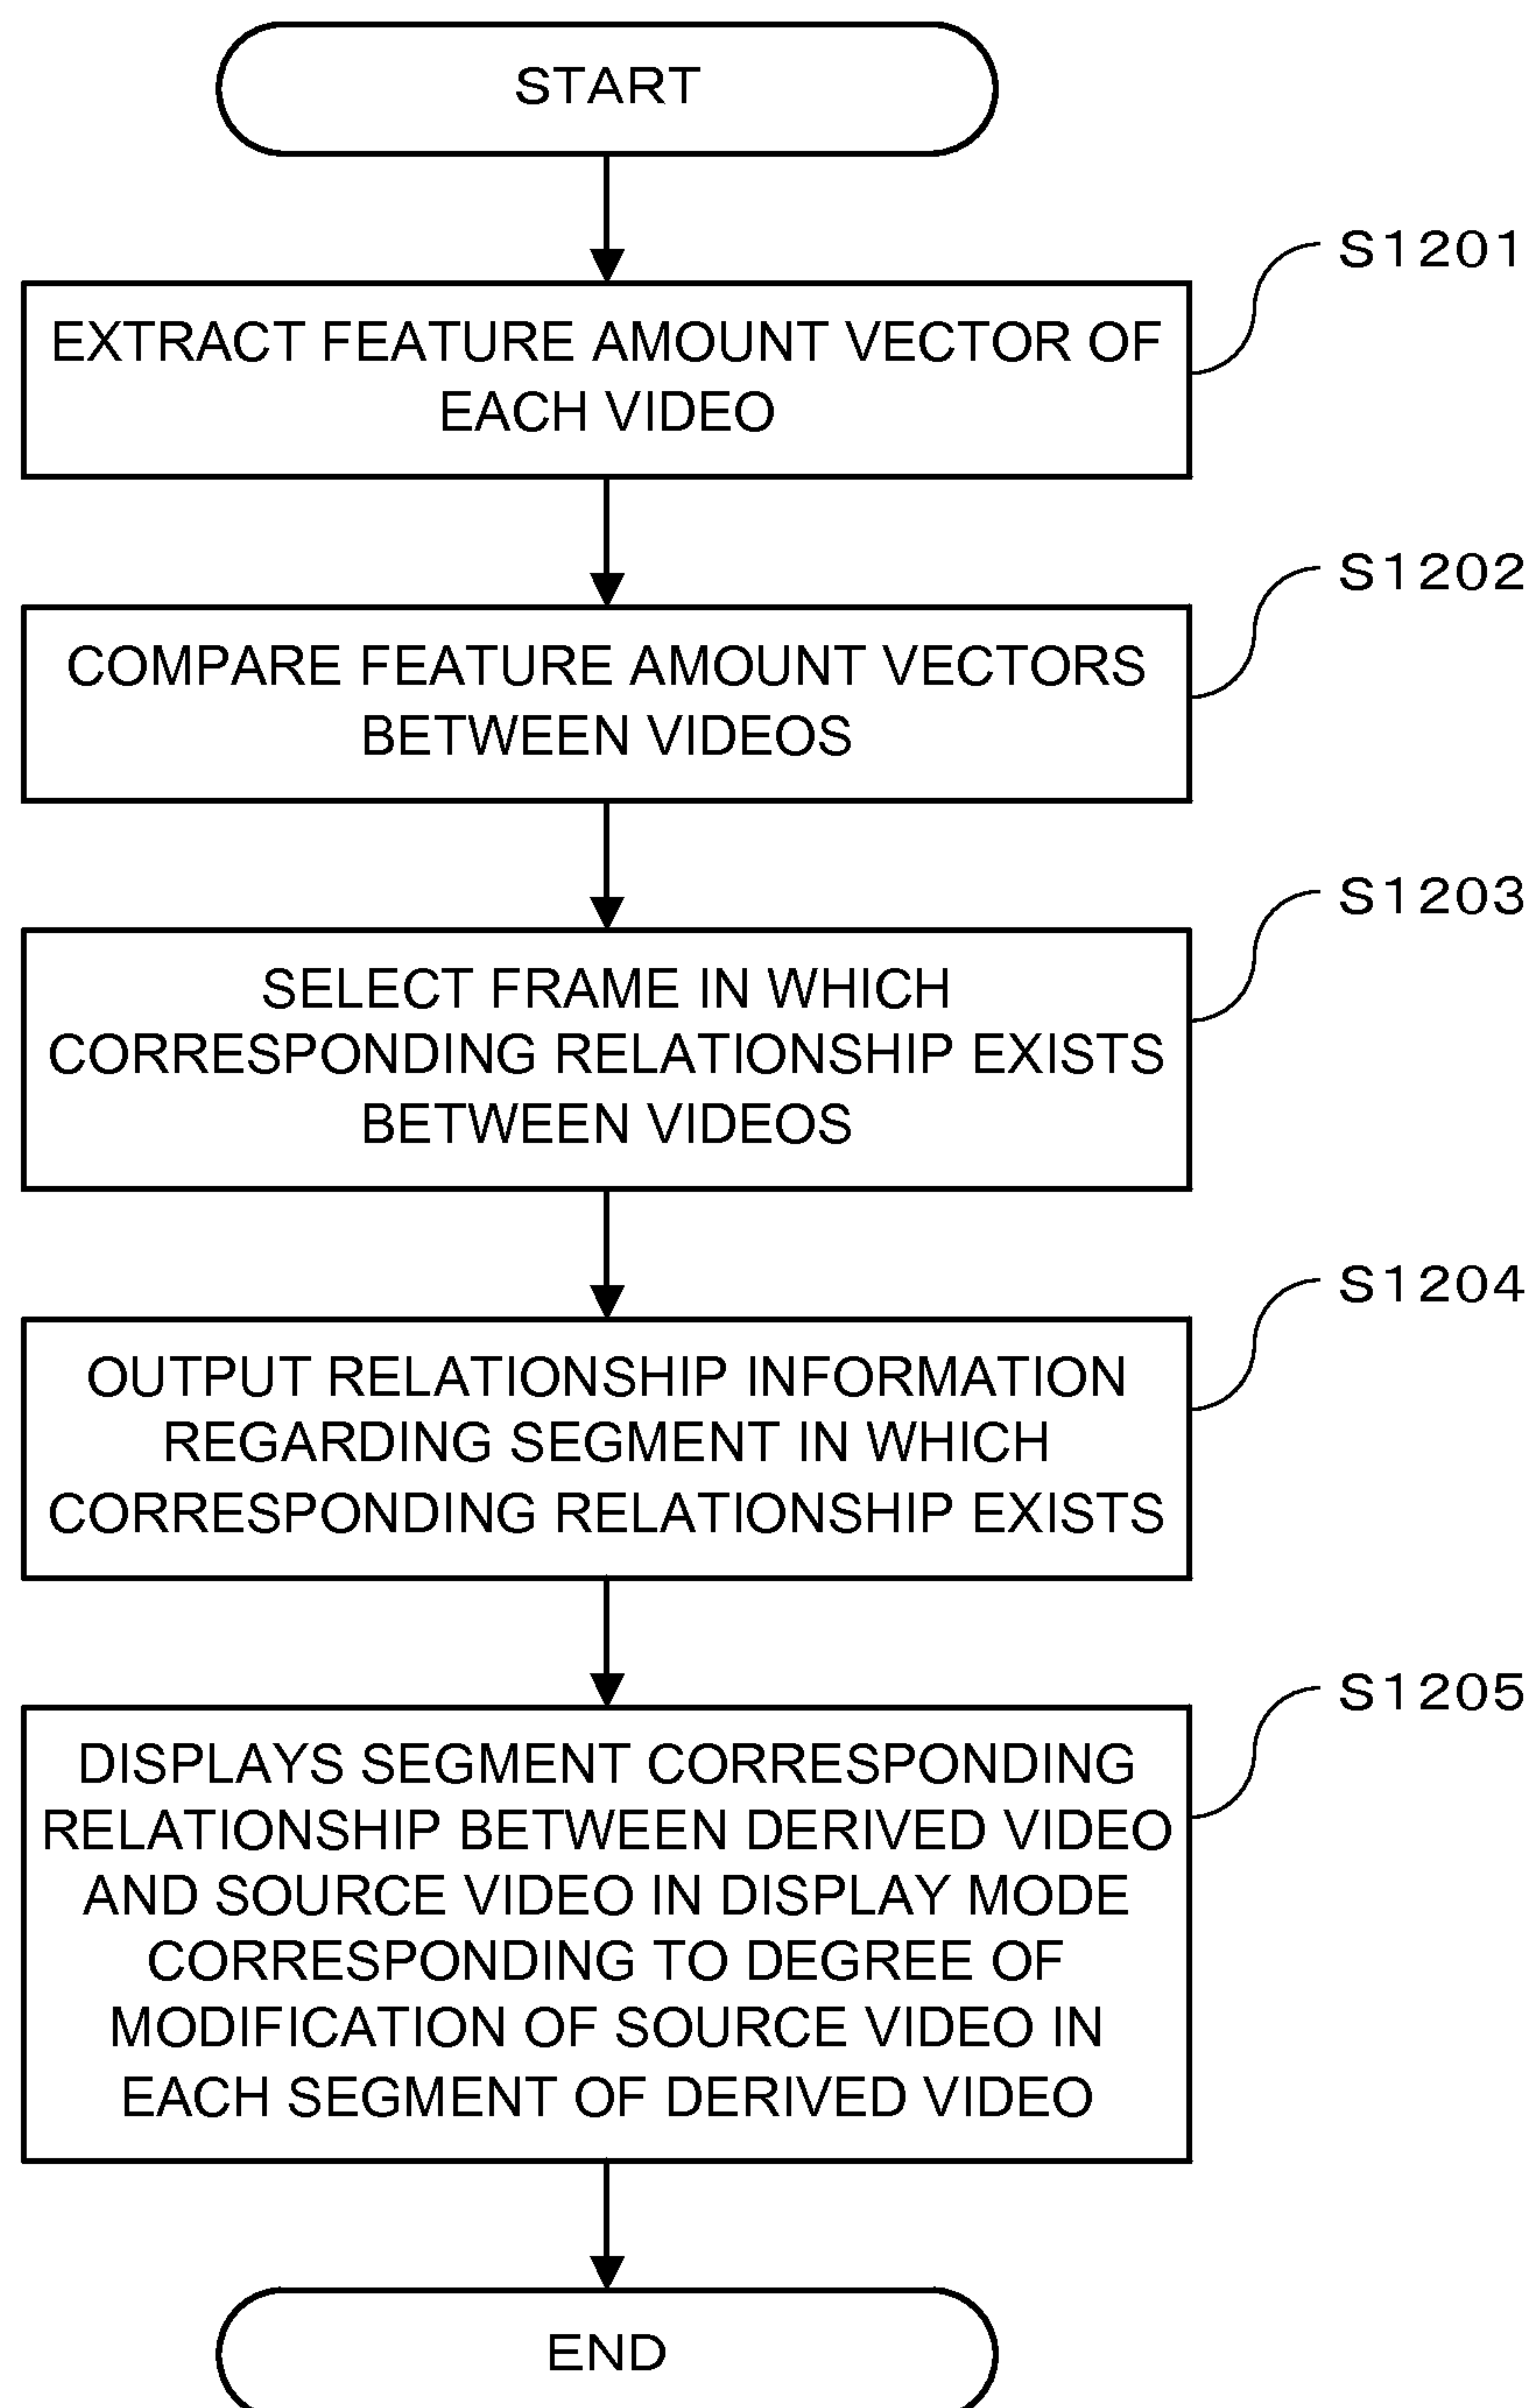 START
S1201
EXTRACT FEATURE AMOUNT VECTOR OF
EACH VIDEO
S1202
COMPARE FEATURE AMOUNT VECTORS
BETWEEN VIDEOS
S1203
SELECT FRAME IN WHICH
CORRESPONDING RELATIONSHIP EXISTS
BETWEEN VIDEOS
S1204
OUTPUT RELATIONSHIP INFORMATION
REGARDING SEGMENT IN WHICH
CORRESPONDING RELATIONSHIP EXISTS
S1205
DISPLAYS SEGMENT CORRESPONDING
RELATIONSHIP BETWEEN DERIVED VIDEO
AND SOURCE VIDEO IN DISPLAY MODE
CORRESPONDING TO DEGREE OF
MODIFICATION OF SOURCE VIDEO IN
EACH SEGMENT OF DERIVED VIDEO
END